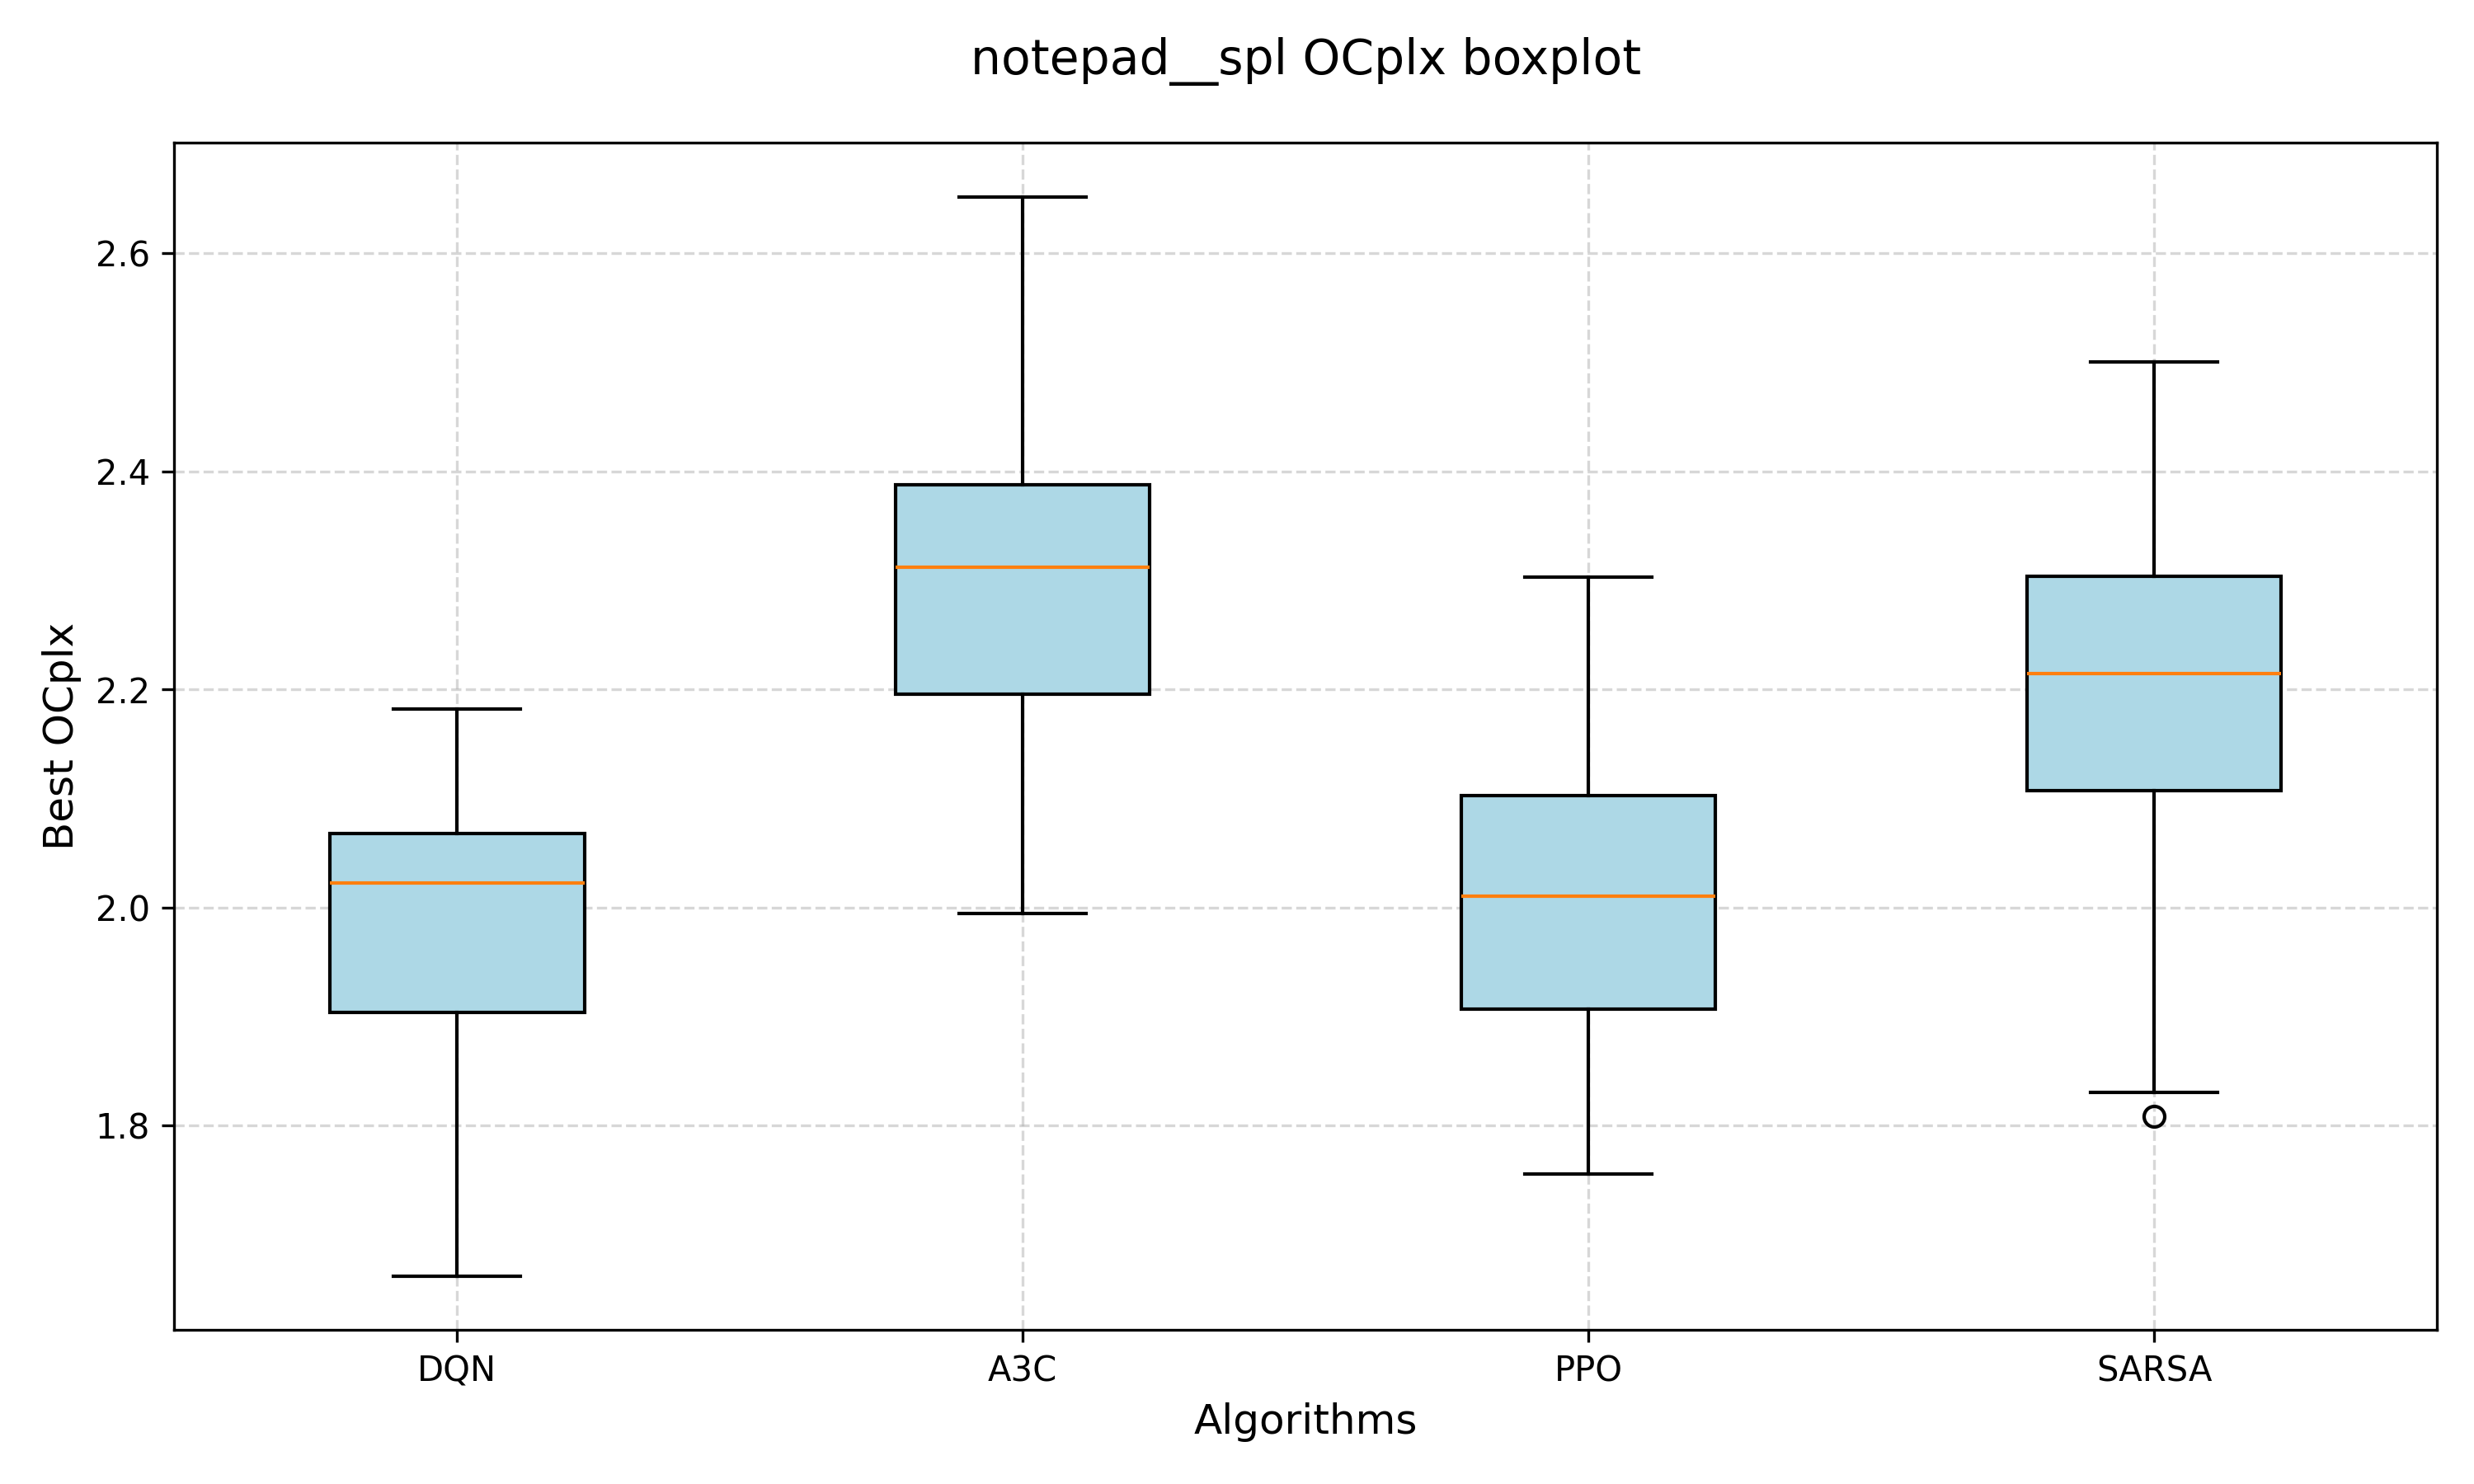 notepad__spl OCplx boxplot
Best OCplx
2.6
2.4
2.2
2.0
1.8
DQN
A3C
PPO
SARSA
Algorithms